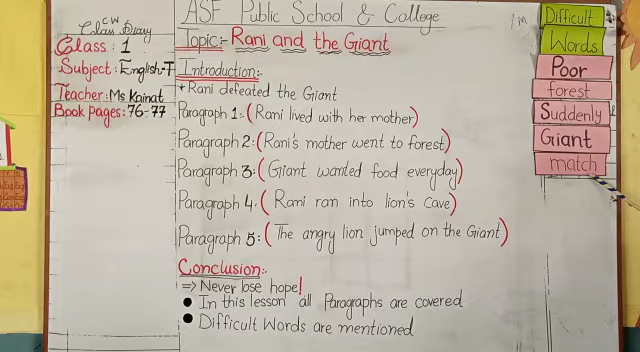 ASF Public School & College
CW
Class Diary
Class : 1
Subject: English-T
Teacher: Ms Kainat
Book pages: 76-77
Topic:- Rani and the Giant
Introduction:-
* Rani defeated the Giant
Paragraph 1:-(Rani lived with her mother)
Paragraph 2:(Rani's mother went to forest)
Paragraph 3:(Giant wanted food everyday)
Paragraph 4.(Rani ran into lion's Cave)
Paragraph 5:(The angry lion jumped on the Giant)
Conclusion:-
⇒ Never lose hope!
● In this lesson all Paragraphs are covered
● Difficult Words are mentioned
Difficult
Words
Poor
forest
Suddenly
Giant
match